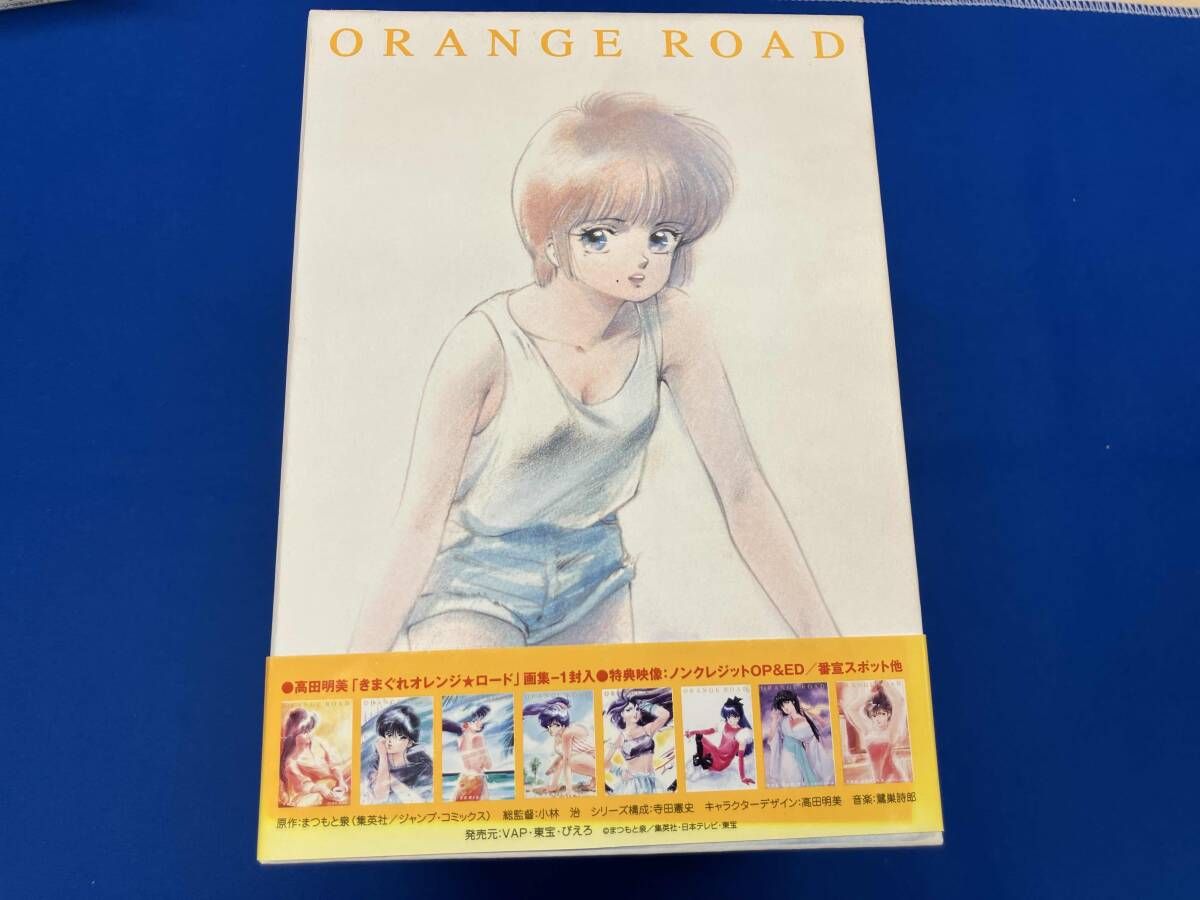 ORANGE ROAD
●高田明美「きまぐれオレンジ★ロード」画集-1封入●特典映像:ノンクレジットOP&ED/番宣スポット他
ORANGE ROAD
原作:まつもと泉(集英社/ジャンプ・コミックス) 総監督:小林 治 シリーズ構成:寺田憲史 キャラクターデザイン:高田明美 音楽:鷺巣詩郎
発売元:VAP・東宝・ぴえろ ©まつもと泉/集英社・日本テレビ・東宝